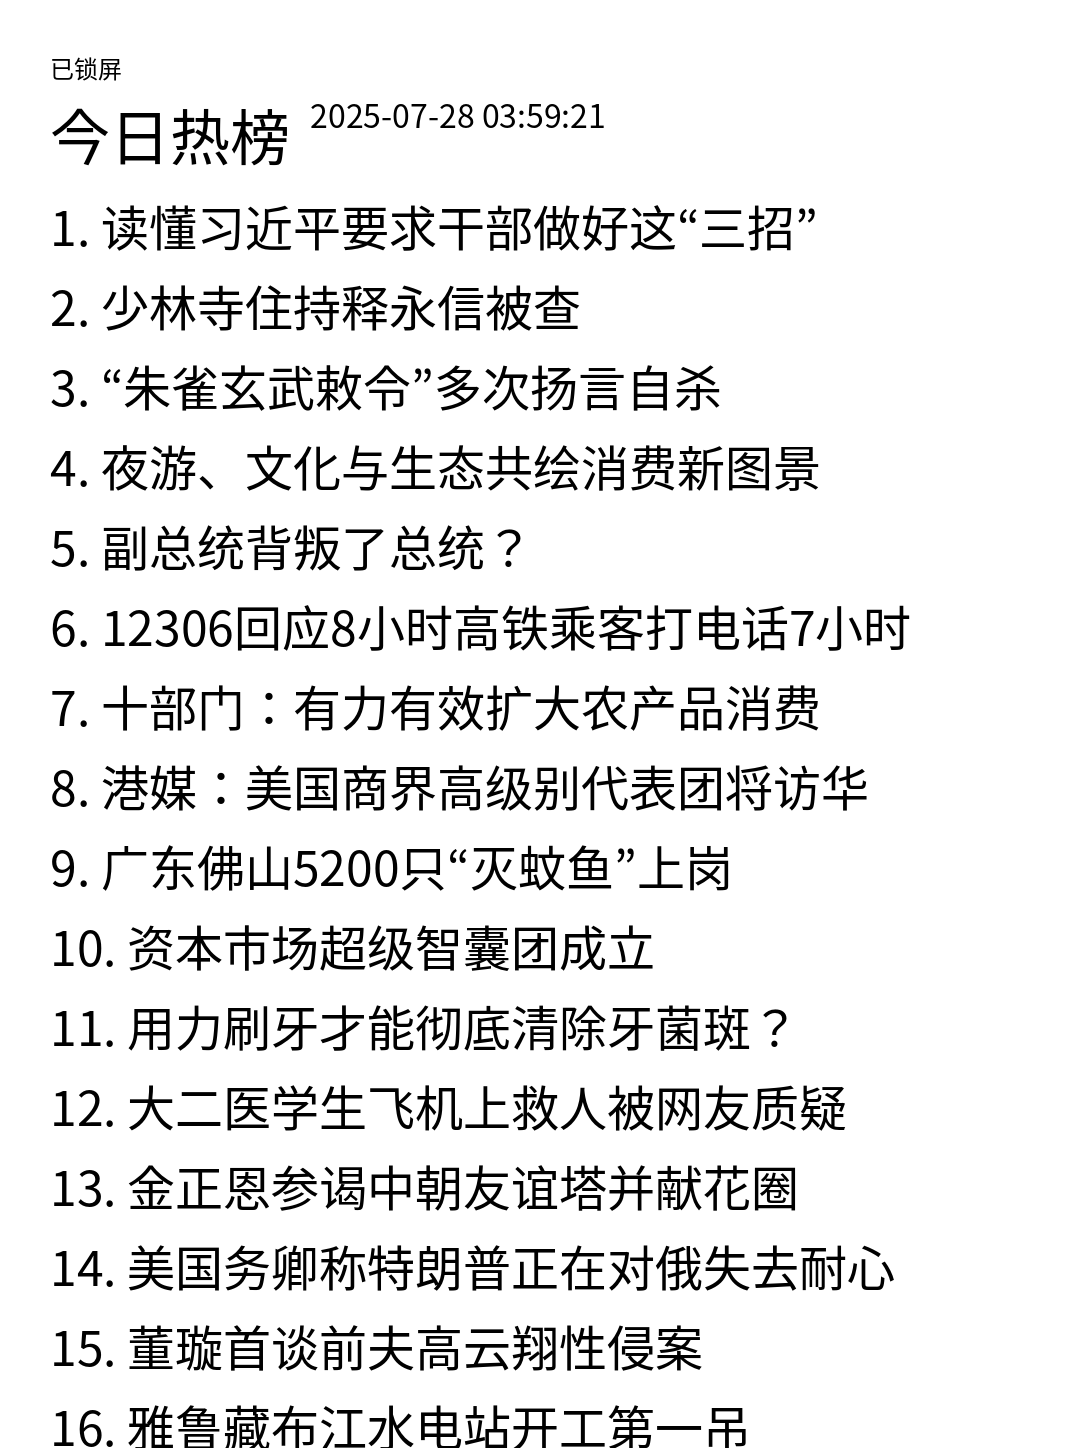 已锁屏
今日热榜 2025-07-28 03:59:21
1. 读懂习近平要求干部做好这“三招”
2. 少林寺住持释永信被查
3. “朱雀玄武敕令”多次扬言自杀
4. 夜游、文化与生态共绘消费新图景
5. 副总统背叛了总统？
6. 12306回应8小时高铁乘客打电话7小时
7. 十部门：有力有效扩大农产品消费
8. 港媒：美国商界高级别代表团将访华
9. 广东佛山5200只“灭蚊鱼”上岗
10. 资本市场超级智囊团成立
11. 用力刷牙才能彻底清除牙菌斑？
12. 大二医学生飞机上救人被网友质疑
13. 金正恩参谒中朝友谊塔并献花圈
14. 美国务卿称特朗普正在对俄失去耐心
15. 董璇首谈前夫高云翔性侵案
16. 雅鲁藏布江水电站开工第一吊